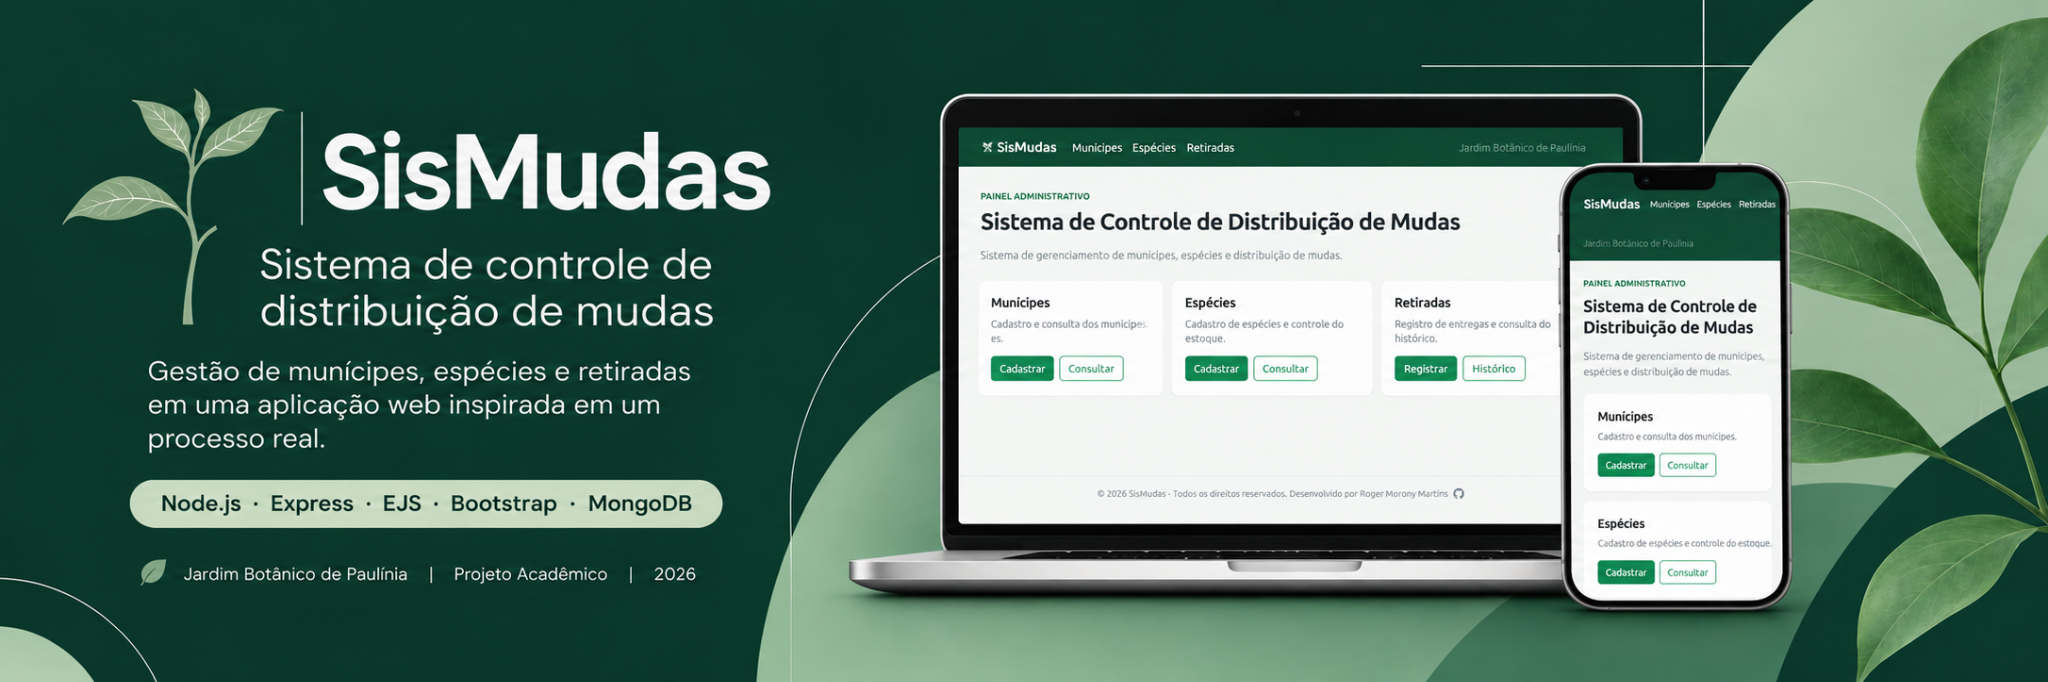 SisMudas
Sistema de controle de
distribuição de mudas
Gestão de munícipes, espécies e retiradas
em uma aplicação web inspirada em um
processo real.
Node.js · Express · EJS · Bootstrap · MongoDB
Jardim Botânico de Paulínia | Projeto Acadêmico | 2026
SisMudas Munícipes Espécies Retiradas Jardim Botânico de Paulínia
PAINEL ADMINISTRATIVO
Sistema de Controle de Distribuição de Mudas
Sistema de gerenciamento de munícipes, espécies e distribuição de mudas.
Munícipes
Cadastro e consulta dos munícipes.
es.
Cadastrar Consultar
Espécies
Cadastro de espécies e controle do
estoque.
Cadastrar Consultar
Retiradas
Registro de entregas e consulta do
histórico.
Registrar Histórico
© 2026 SisMudas - Todos os direitos reservados. Desenvolvido por Roger Morony Martins
SisMudas Munícipes Espécies Retiradas
Jardim Botânico de Paulínia
PAINEL ADMINISTRATIVO
Sistema de Controle de
Distribuição de Mudas
Sistema de gerenciamento de munícipes,
espécies e distribuição de mudas.
Munícipes
Cadastro e consulta dos munícipes.
Cadastrar Consultar
Espécies
Cadastro de espécies e controle do estoque.
Cadastrar Consultar